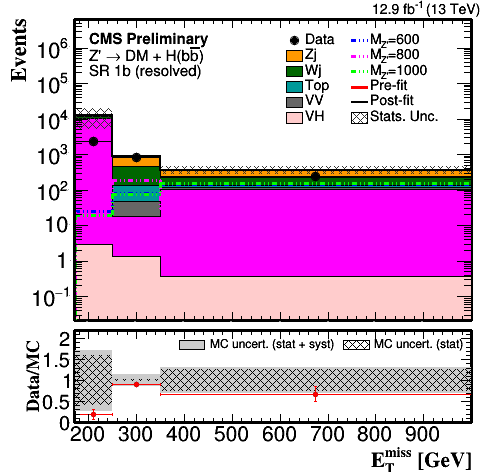 12.9 fb⁻¹ (13 TeV)
Events
CMS Preliminary
Z' → DM + H(bb̅)
SR 1b (resolved)
Data
Zj
Wj
Top
VV
VH
M_Z'=600
M_Z'=800
M_Z'=1000
Pre-fit
Post-fit
Stats. Unc.
10⁶
10⁵
10⁴
10³
10²
10
1
10⁻¹
Data/MC
MC uncert. (stat + syst)
MC uncert. (stat)
2
1.5
1
0.5
0
200 300 400 500 600 700 800 900 1000
E_T^miss [GeV]